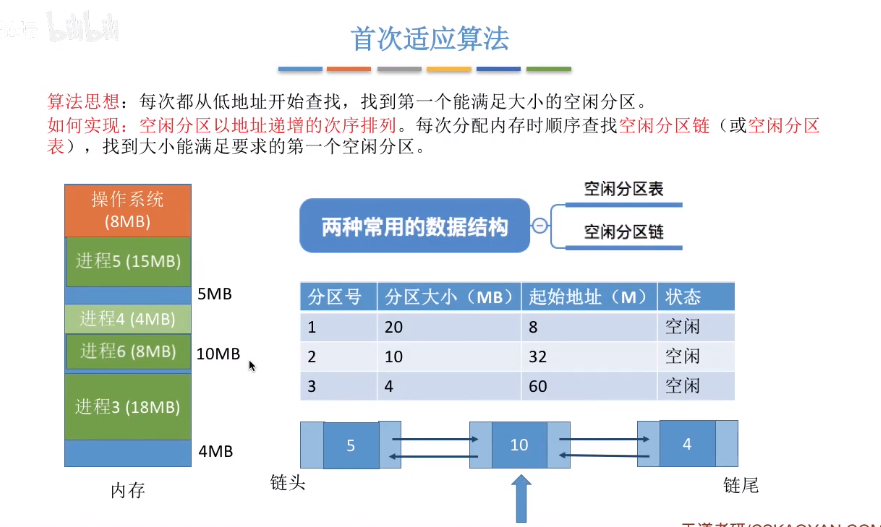 bilibili
首次适应算法
算法思想：每次都从低地址开始查找，找到第一个能满足大小的空闲分区。
如何实现：空闲分区以地址递增的次序排列。每次分配内存时顺序查找空闲分区链（或空闲分区
表），找到大小能满足要求的第一个空闲分区。
操作系统
(8MB)
进程5 (15MB)
5MB
进程4 (4MB)
进程6 (8MB)
10MB
进程3 (18MB)
4MB
内存
两种常用的数据结构
空闲分区表
空闲分区链
分区号 分区大小（MB） 起始地址（M） 状态
1 20 8 空闲
2 10 32 空闲
3 4 60 空闲
5 10 4
链头 链尾